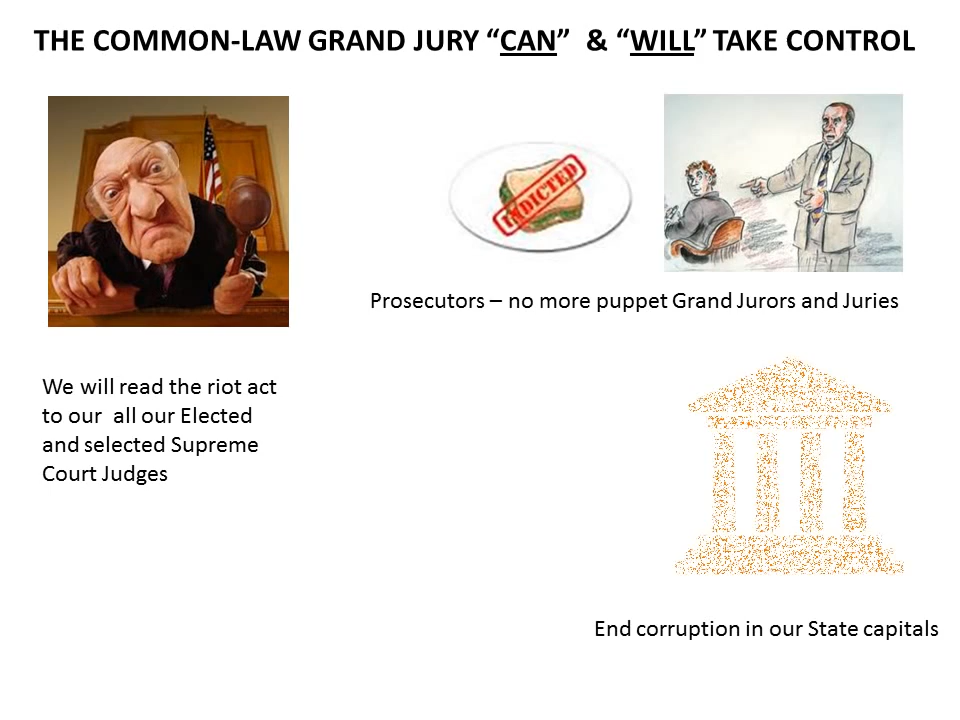 THE COMMON-LAW GRAND JURY “CAN” & “WILL” TAKE CONTROL
INDICTED
Prosecutors – no more puppet Grand Jurors and Juries
We will read the riot act
to our all our Elected
and selected Supreme
Court Judges
End corruption in our State capitals